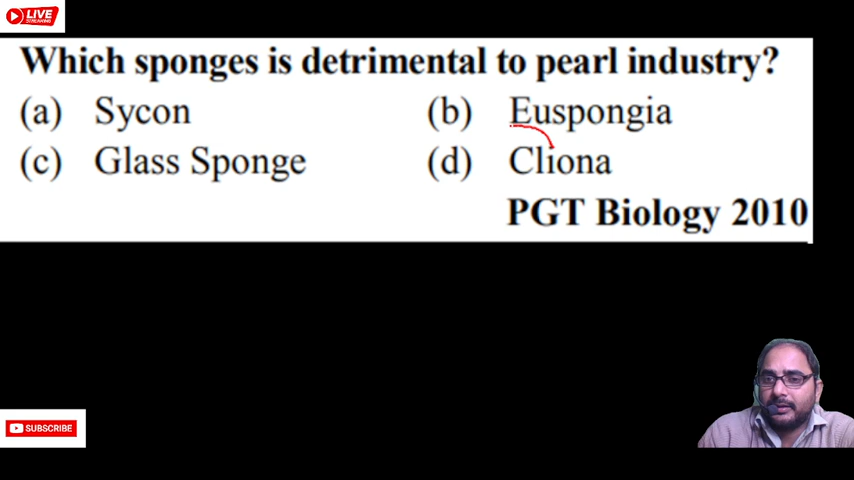 LIVE
STREAMING
Which sponges is detrimental to pearl industry?
(a) Sycon (b) Euspongia
(c) Glass Sponge (d) Cliona
PGT Biology 2010
SUBSCRIBE